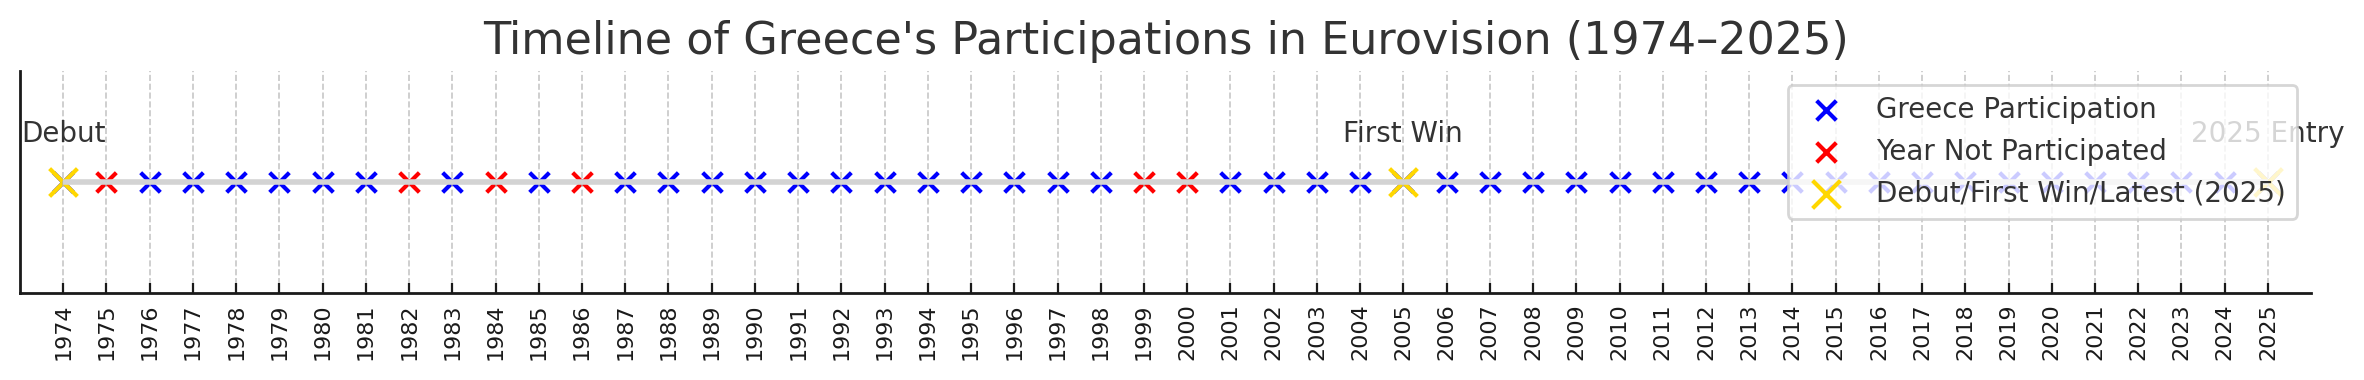 Timeline of Greece's Participations in Eurovision (1974–2025)
Debut
First Win
2025 Entry
Greece Participation
Year Not Participated
Debut/First Win/Latest (2025)
1974 1975 1976 1977 1978 1979 1980 1981 1982 1983 1984 1985 1986 1987 1988 1989 1990 1991 1992 1993 1994 1995 1996 1997 1998 1999 2000 2001 2002 2003 2004 2005 2006 2007 2008 2009 2010 2011 2012 2013 2014 2015 2016 2017 2018 2019 2020 2021 2022 2023 2024 2025